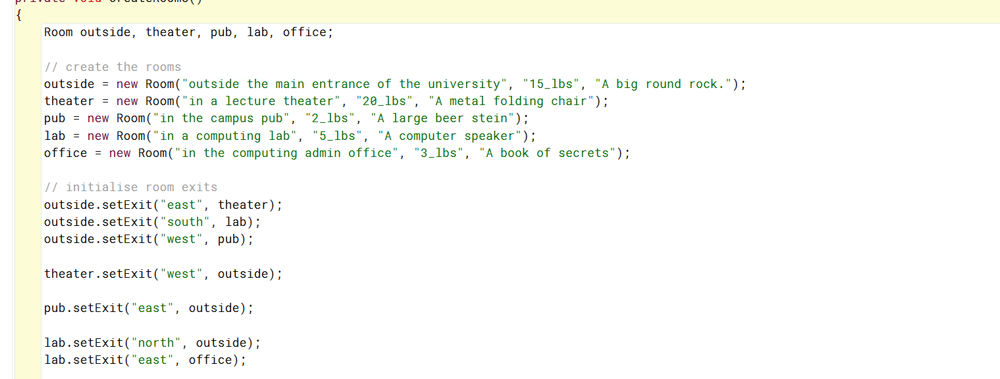 private void createRooms()
{
Room outside, theater, pub, lab, office;
// create the rooms
outside = new Room("outside the main entrance of the university", "15_lbs", "A big round rock.");
theater = new Room("in a lecture theater", "20_lbs", "A metal folding chair");
pub = new Room("in the campus pub", "2_lbs", "A large beer stein");
lab = new Room("in a computing lab", "5_lbs", "A computer speaker");
office = new Room("in the computing admin office", "3_lbs", "A book of secrets");
// initialise room exits
outside.setExit("east", theater);
outside.setExit("south", lab);
outside.setExit("west", pub);
theater.setExit("west", outside);
pub.setExit("east", outside);
lab.setExit("north", outside);
lab.setExit("east", office);